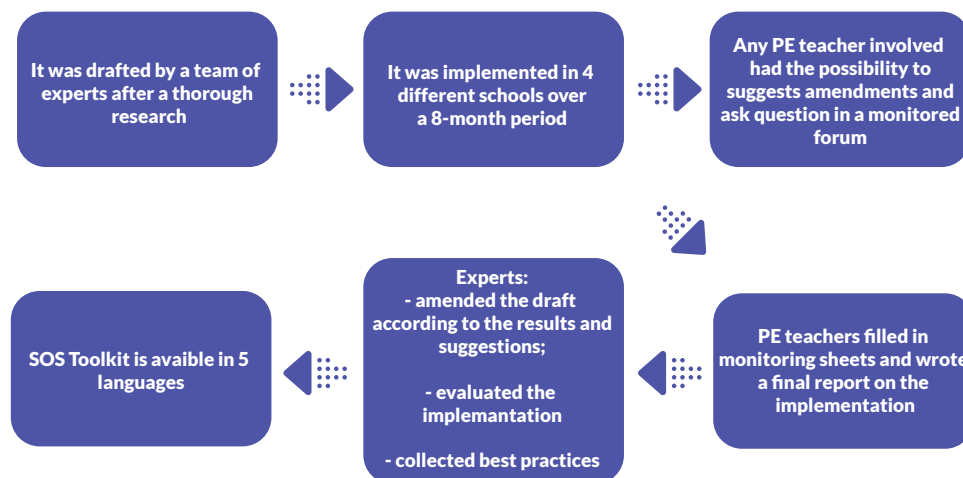 It was drafted by a team of
experts after a thorough
research
It was implemented in 4
different schools over
a 8-month period
Any PE teacher involved
had the possibility to
suggests amendments and
ask question in a monitored
forum
PE teachers filled in
monitoring sheets and wrote
a final report on the
implementation
Experts:
- amended the draft
according to the results and
suggestions;
- evaluated the
implemantation
- collected best practices
SOS Toolkit is avaible in 5
languages